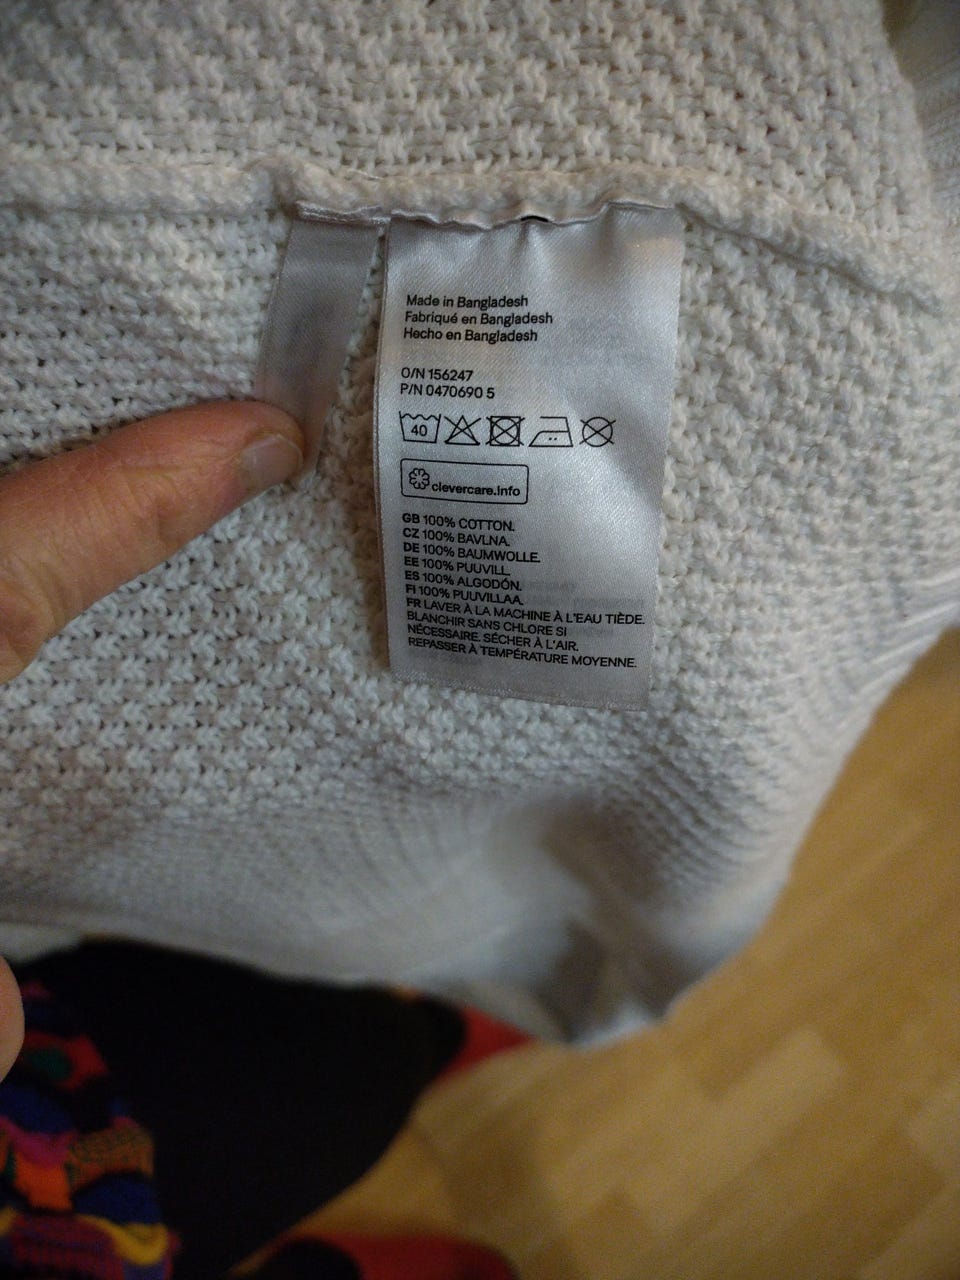 Made in Bangladesh
Fabriqué en Bangladesh
Hecho en Bangladesh
O/N 156247
P/N 0470690 5
40
clevercare.info
GB 100% COTTON.
CZ 100% BAVLNA.
DE 100% BAUMWOLLE.
EE 100% PUUVILL.
ES 100% ALGODÓN.
FI 100% PUUVILLAA.
FR LAVER À LA MACHINE À L'EAU TIÈDE.
BLANCHIR SANS CHLORE SI
NÉCESSAIRE. SÉCHER À L'AIR.
REPASSER À TEMPÉRATURE MOYENNE.